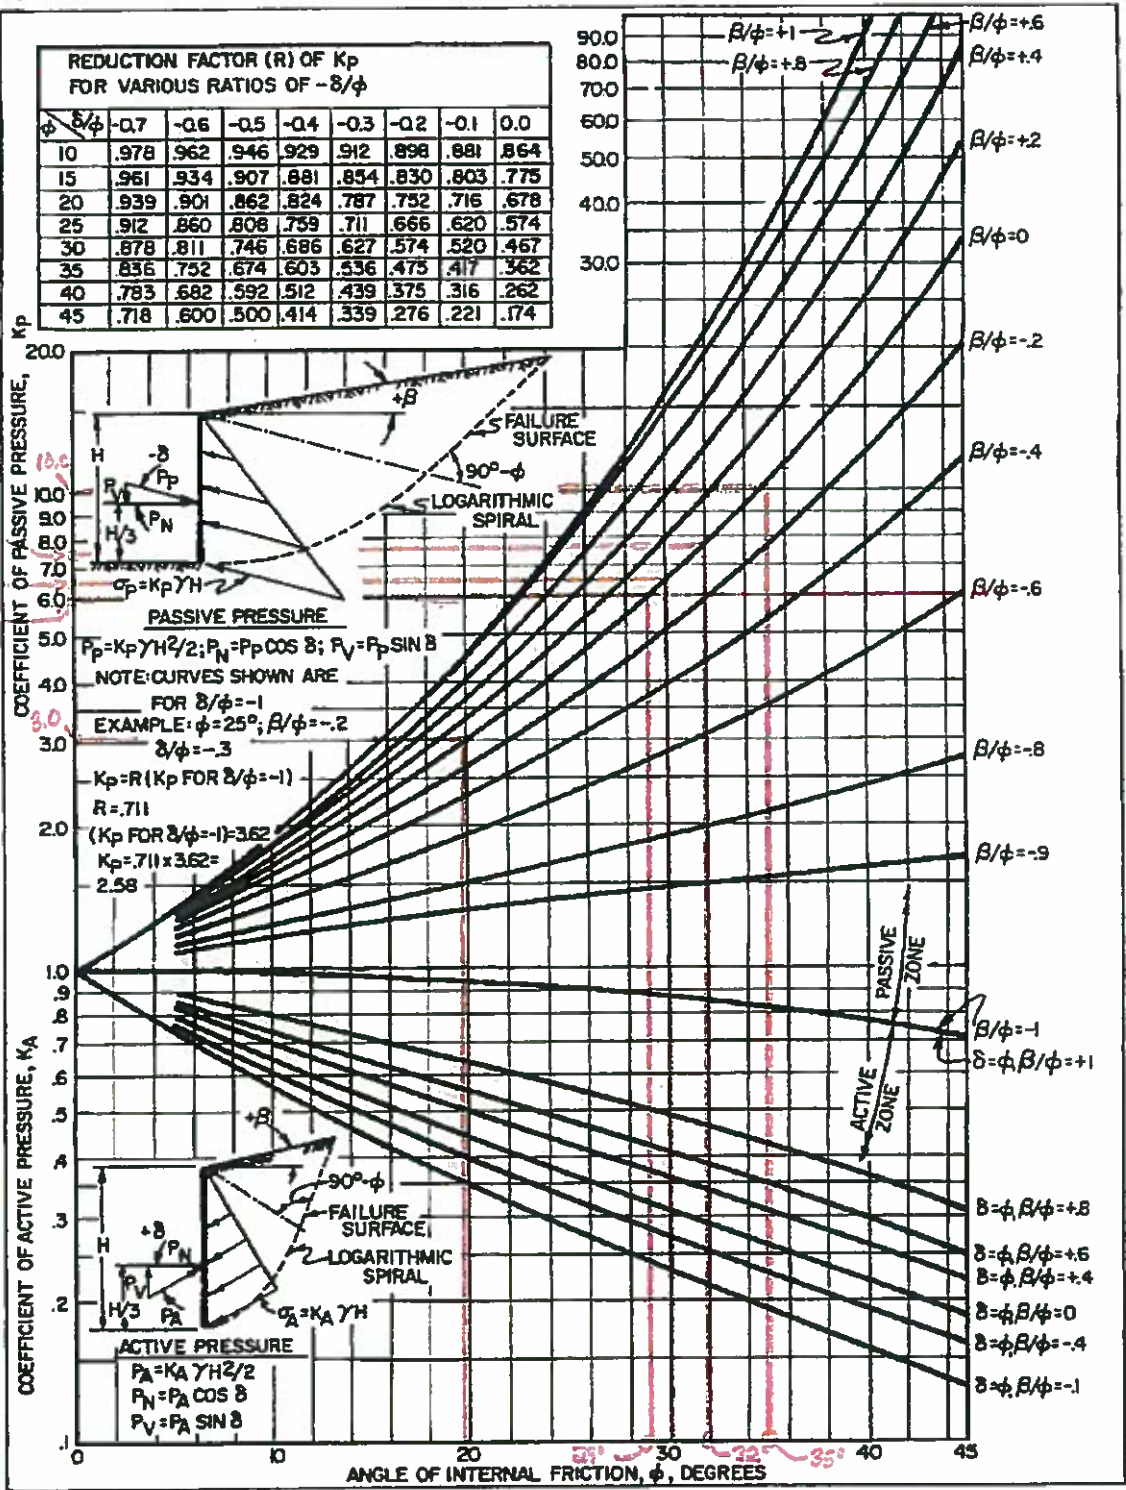 REDUCTION FACTOR (R) OF Kp
FOR VARIOUS RATIOS OF -δ/ϕ
ϕ δ/ϕ -0.7 -0.6 -0.5 -0.4 -0.3 -0.2 -0.1 0.0
10 .978 .962 .946 .929 .912 .898 .881 .864
15 .961 .934 .907 .881 .854 .830 .803 .775
20 .939 .901 .862 .824 .787 .752 .716 .678
25 .912 .860 .808 .759 .711 .666 .620 .574
30 .878 .811 .746 .686 .627 .574 .520 .467
35 .836 .752 .674 .603 .536 .475 .417 .362
40 .783 .682 .592 .512 .439 .375 .316 .262
45 .718 .600 .500 .414 .339 .276 .221 .174
90.0
80.0
70.0
60.0
50.0
40.0
30.0
β/ϕ=+1
β/ϕ=+.8
β/ϕ=+.6
β/ϕ=+.4
β/ϕ=+.2
β/ϕ=0
β/ϕ=-.2
β/ϕ=-.4
β/ϕ=-.6
β/ϕ=-.8
β/ϕ=-.9
β/ϕ=-1
δ=ϕ,β/ϕ=+1
δ=ϕ,β/ϕ=+.8
δ=ϕ,β/ϕ=+.6
δ=ϕ,β/ϕ=+.4
δ=ϕ,β/ϕ=0
δ=ϕ,β/ϕ=-.4
δ=ϕ,β/ϕ=-.1
COEFFICIENT OF PASSIVE PRESSURE, Kp
20.0
10.0
9.0
8.0
7.0
6.0
5.0
4.0
3.0
3.0
2.0
1.0
.9
.8
.7
.6
.5
.4
.3
.2
.1
COEFFICIENT OF ACTIVE PRESSURE, KA
+β
H
-δ
Pp
PV
PN
H/3
FAILURE
SURFACE
90°-ϕ
LOGARITHMIC
SPIRAL
σp=KpγH
PASSIVE PRESSURE
Pp=KpγH²/2; PN=Pp COS δ; PV=Pp SIN δ
NOTE: CURVES SHOWN ARE
FOR δ/ϕ=-1
EXAMPLE: ϕ=25°; β/ϕ=-.2
δ/ϕ=-.3
Kp=R(Kp FOR δ/ϕ=-1)
R=.711
(Kp FOR δ/ϕ=-1)=3.62
Kp=.711x3.62=
2.58
PASSIVE
ZONE
ACTIVE
ZONE
+β
90°-ϕ
FAILURE
SURFACE
LOGARITHMIC
SPIRAL
H
+δ
PN
PV
H/3
PA
σA=KAγH
ACTIVE PRESSURE
PA=KAγH²/2
PN=PA COS δ
PV=PA SIN δ
0 10 20 30 40 45
29° 32° 35°
ANGLE OF INTERNAL FRICTION, ϕ, DEGREES